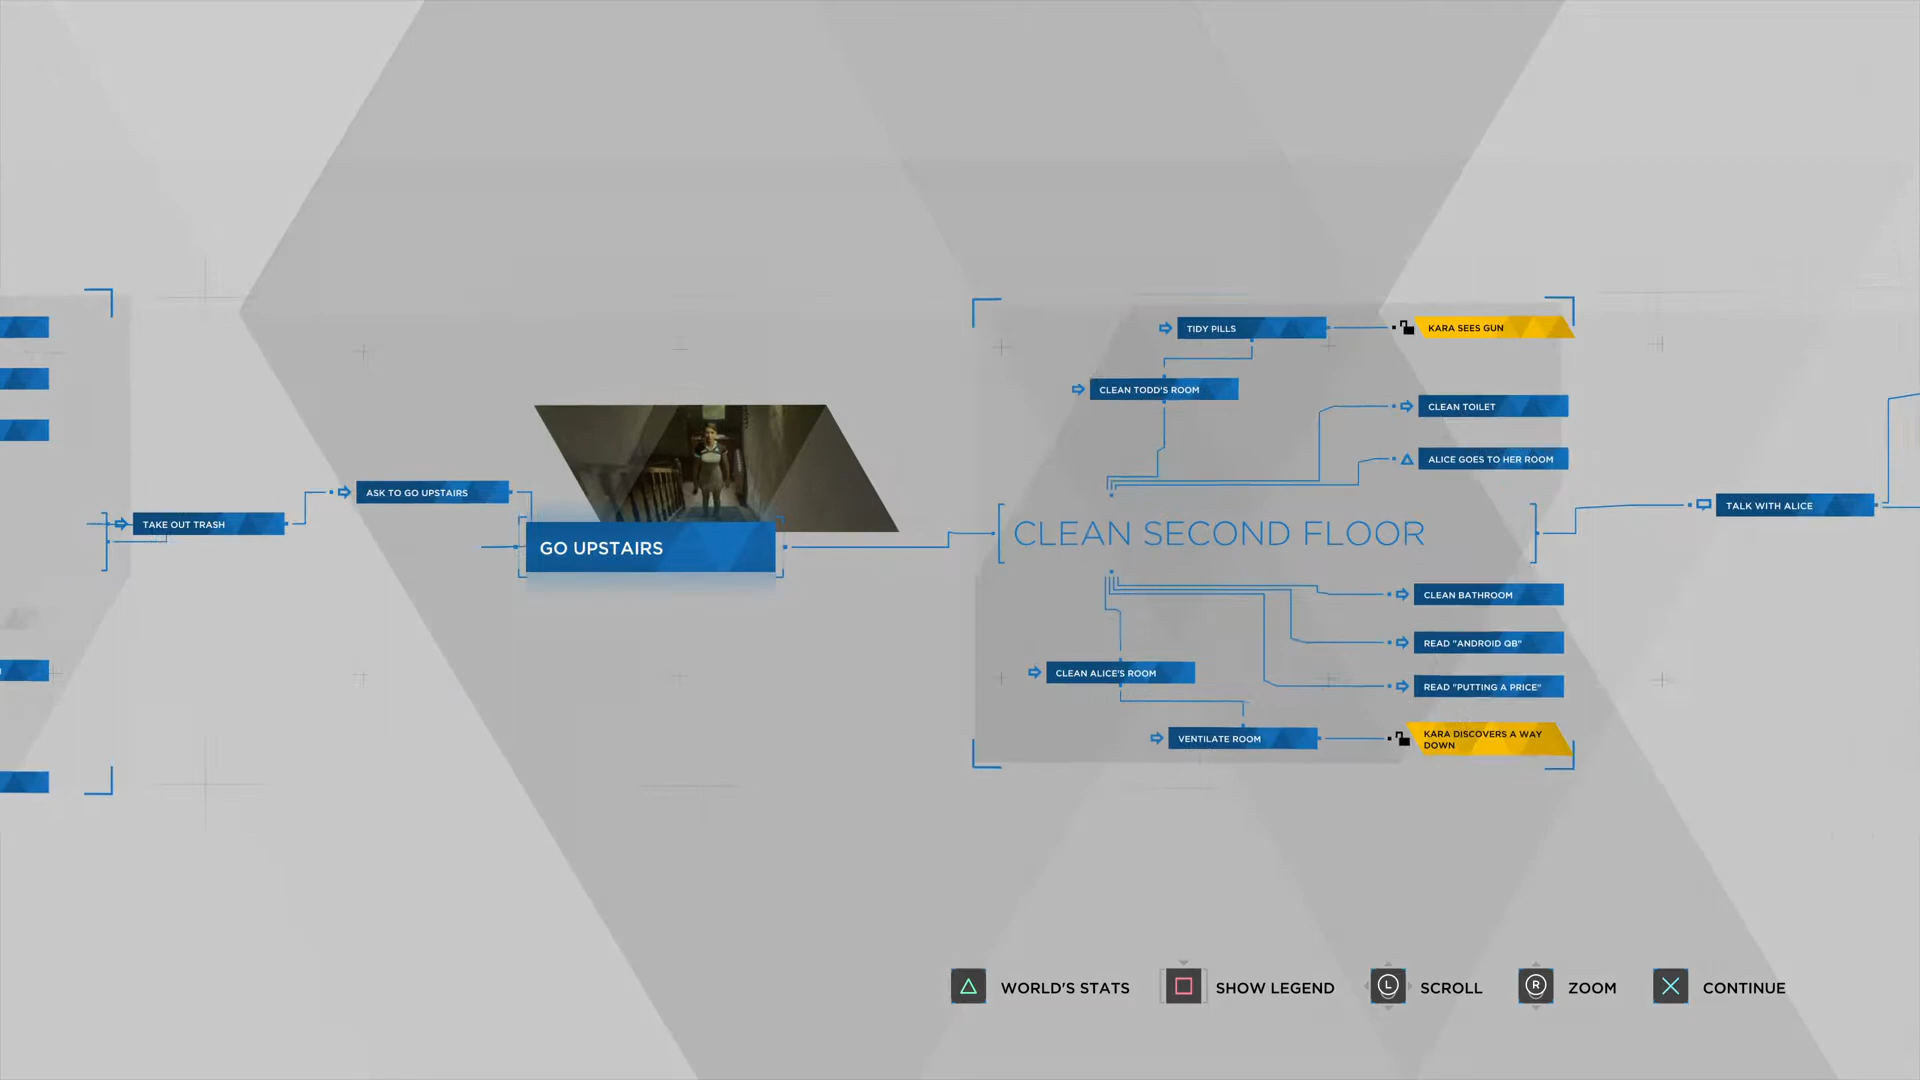 TIDY PILLS
KARA SEES GUN
CLEAN TODD'S ROOM
CLEAN TOILET
ALICE GOES TO HER ROOM
ASK TO GO UPSTAIRS
TAKE OUT TRASH
GO UPSTAIRS
CLEAN SECOND FLOOR
TALK WITH ALICE
CLEAN BATHROOM
READ "ANDROID QB"
CLEAN ALICE'S ROOM
READ "PUTTING A PRICE"
VENTILATE ROOM
KARA DISCOVERS A WAY
DOWN
WORLD'S STATS
SHOW LEGEND
L
SCROLL
R
ZOOM
CONTINUE